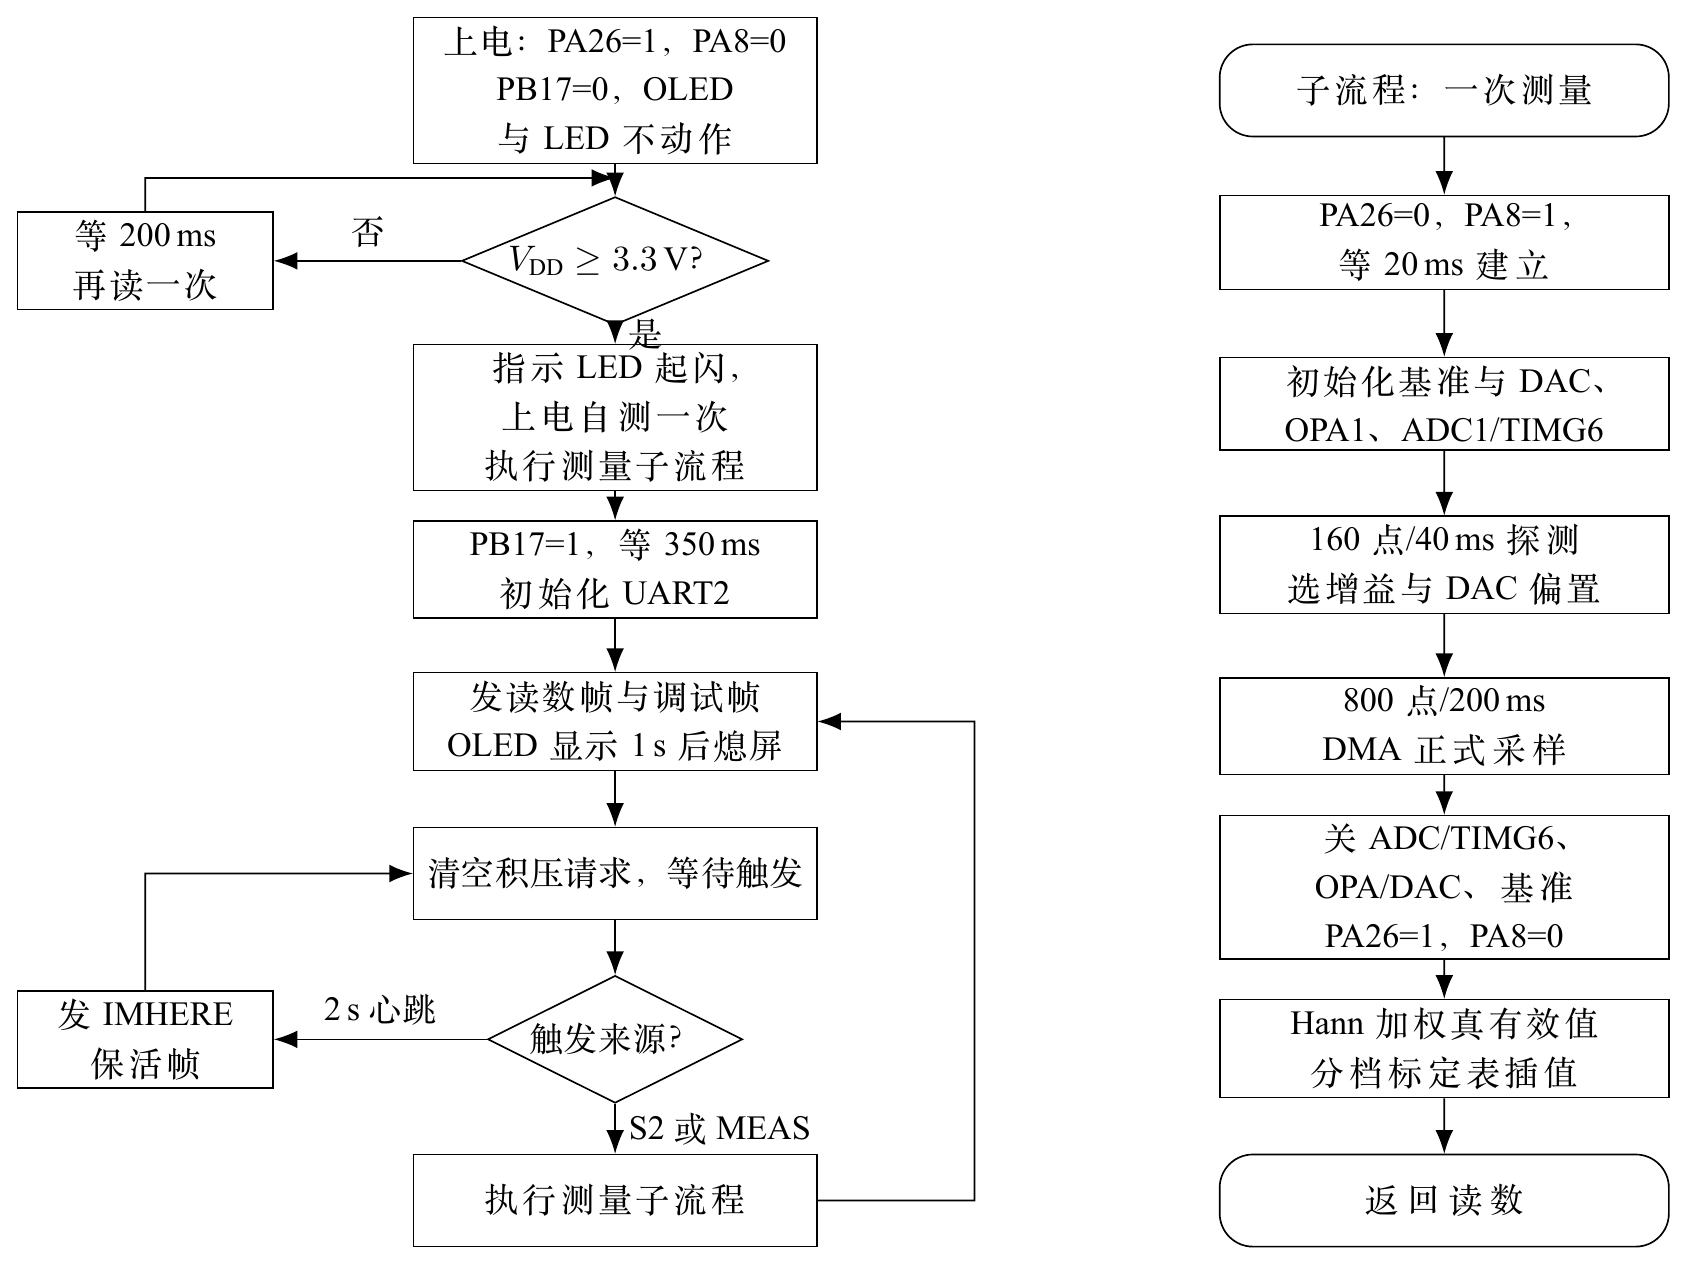 上电：PA26=1，PA8=0
PB17=0，OLED
与 LED 不动作
等 200 ms
再读一次
否
VDD ≥ 3.3 V?
是
指示 LED 起闪，
上电自测一次
执行测量子流程
PB17=1，等 350 ms
初始化 UART2
发读数帧与调试帧
OLED 显示 1 s 后熄屏
清空积压请求，等待触发
发 IMHERE
保活帧
2 s 心跳
触发来源?
S2 或 MEAS
执行测量子流程
子流程：一次测量
PA26=0，PA8=1，
等 20 ms 建立
初始化基准与 DAC、
OPA1、ADC1/TIMG6
160 点/40 ms 探测
选增益与 DAC 偏置
800 点/200 ms
DMA 正式采样
关 ADC/TIMG6、
OPA/DAC、基准
PA26=1，PA8=0
Hann 加权真有效值
分档标定表插值
返回读数